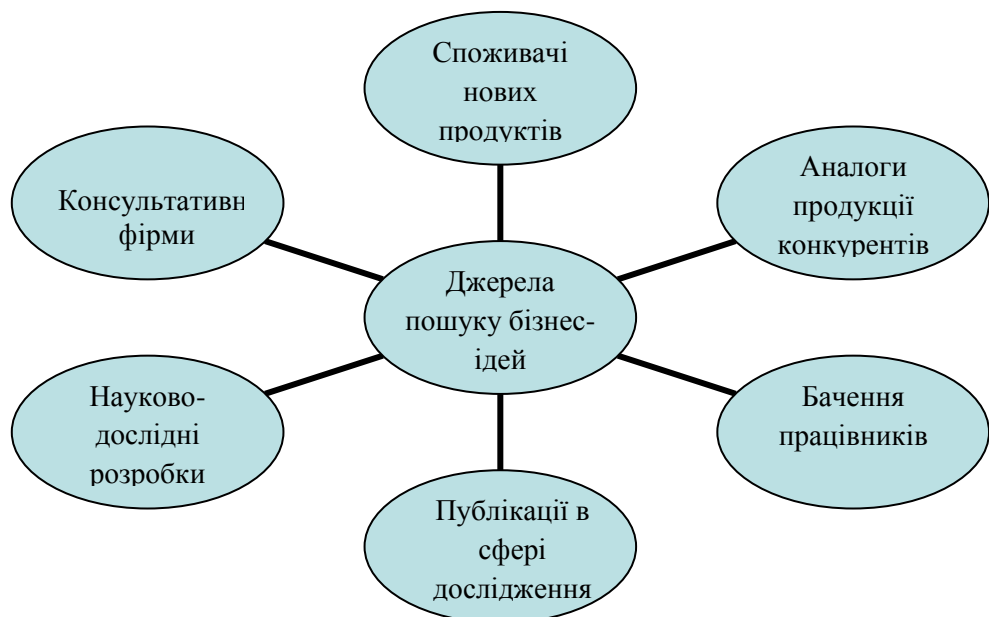 Споживачі
нових
продуктів
Аналоги
продукції
конкурентів
Консультативн
фірми
Джерела
пошуку бізнес-
ідей
Науково-
дослідні
розробки
Бачення
працівників
Публікації в
сфері
дослідження